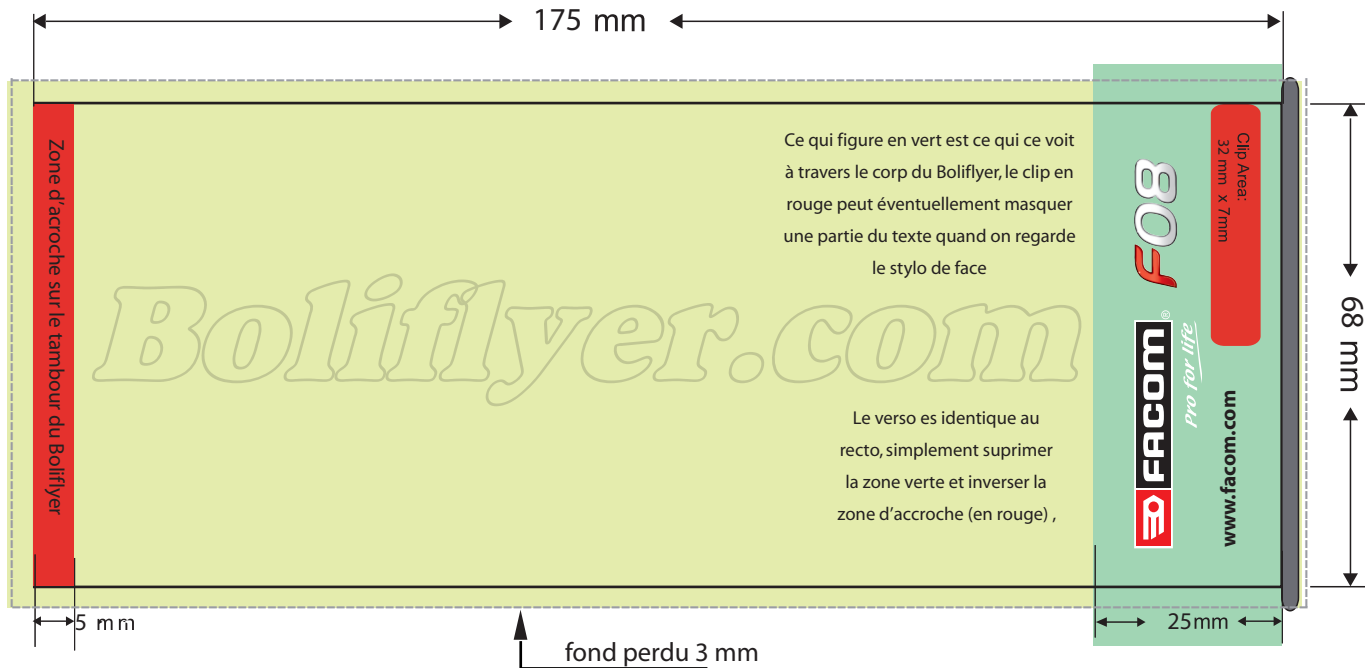 175 mm
Zone d'acroche sur le tambour du Boliflyer
Ce qui figure en vert est ce qui ce voit
à travers le corp du Boliflyer, le clip en
rouge peut éventuellement masquer
une partie du texte quand on regarde
le stylo de face
Boliflyer.com
Le verso es identique au
recto, simplement suprimer
la zone verte et inverser la
zone d'accroche (en rouge) ,
F08
FACOM®
Pro for life
www.facom.com
Clip Area:
32 mm x 7mm
68 mm
5 mm
25mm
fond perdu 3 mm